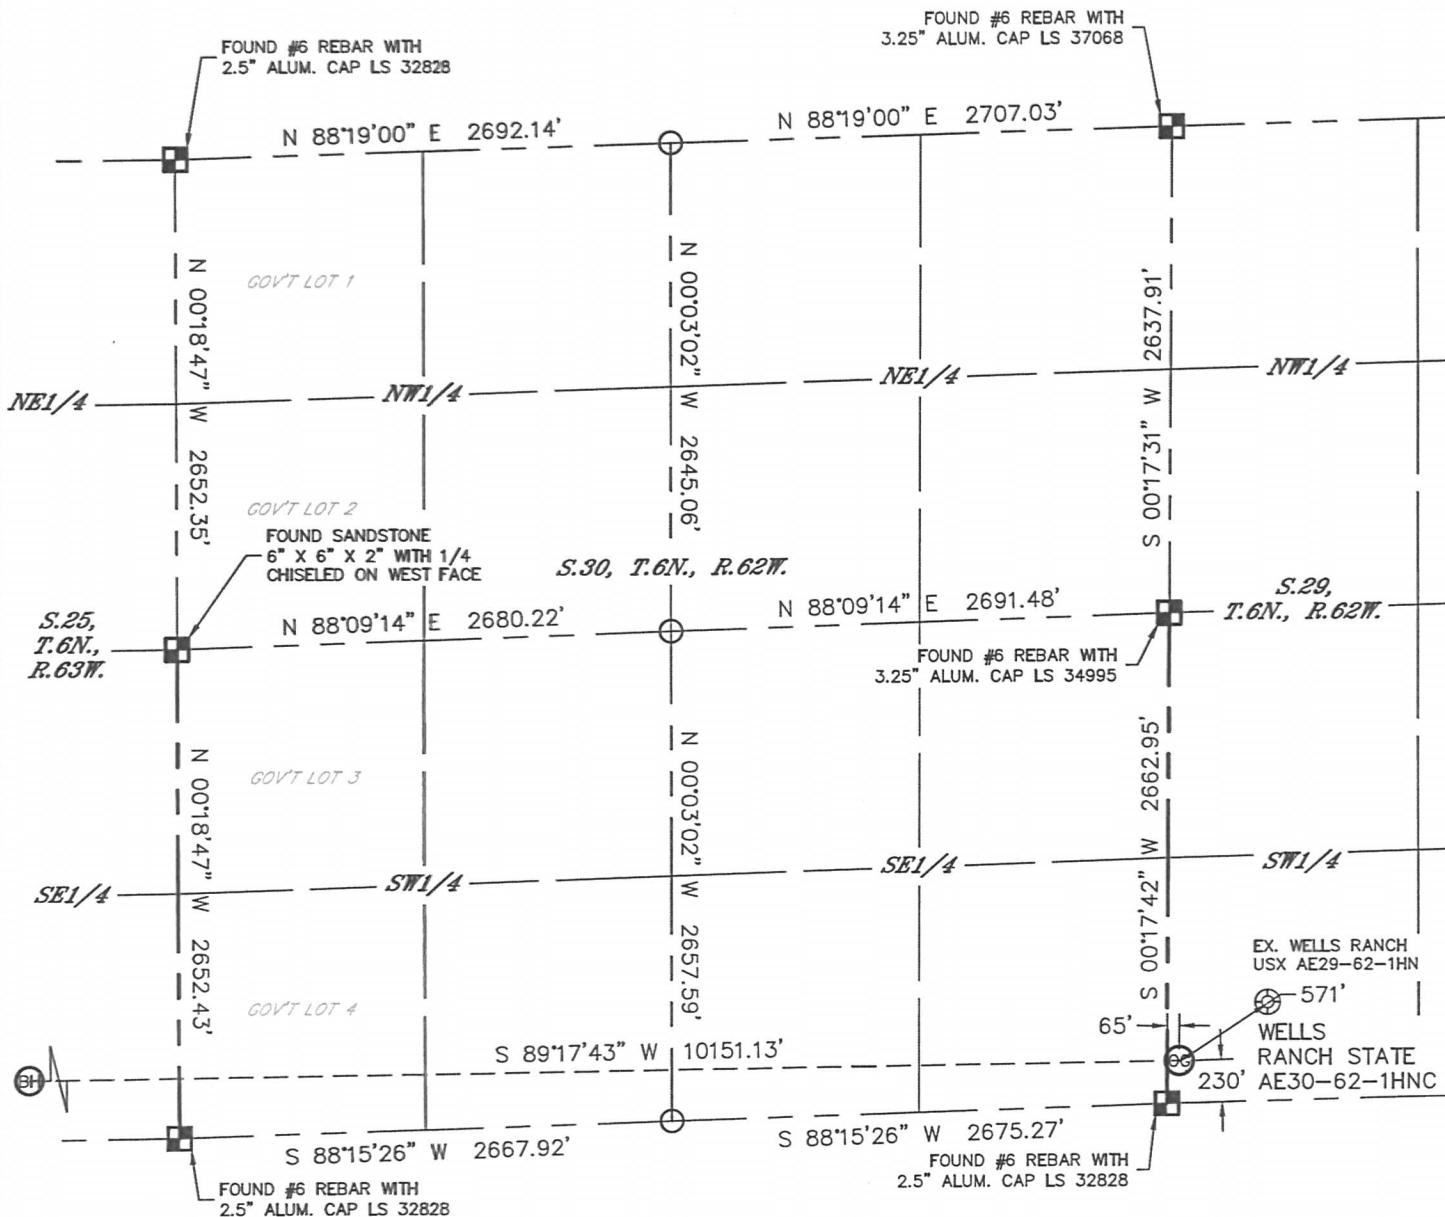 FOUND #6 REBAR WITH
2.5" ALUM. CAP LS 32828
FOUND #6 REBAR WITH
3.25" ALUM. CAP LS 37068
N 88°19'00" E 2692.14'
N 88°19'00" E 2707.03'
N 00°18'47" W 2652.35'
GOV'T LOT 1
N 00°03'02" W 2645.06'
S 00°17'31" W 2637.91'
NE1/4
NW1/4
NE1/4
NW1/4
GOV'T LOT 2
FOUND SANDSTONE
6" X 6" X 2" WITH 1/4
CHISELED ON WEST FACE
S.30, T.6N., R.62W.
S.25,
T.6N.,
R.63W.
N 88°09'14" E 2680.22'
N 88°09'14" E 2691.48'
S.29,
T.6N., R.62W.
FOUND #6 REBAR WITH
3.25" ALUM. CAP LS 34995
N 00°18'47" W 2652.43'
GOV'T LOT 3
N 00°03'02" W 2657.59'
S 00°17'42" W 2662.95'
SE1/4
SW1/4
SE1/4
SW1/4
GOV'T LOT 4
EX. WELLS RANCH
USX AE29-62-1HN
571'
65'
WELLS
RANCH STATE
AE30-62-1HNC
230'
S 89°17'43" W 10151.13'
BH
OG
S 88°15'26" W 2667.92'
S 88°15'26" W 2675.27'
FOUND #6 REBAR WITH
2.5" ALUM. CAP LS 32828
FOUND #6 REBAR WITH
2.5" ALUM. CAP LS 32828